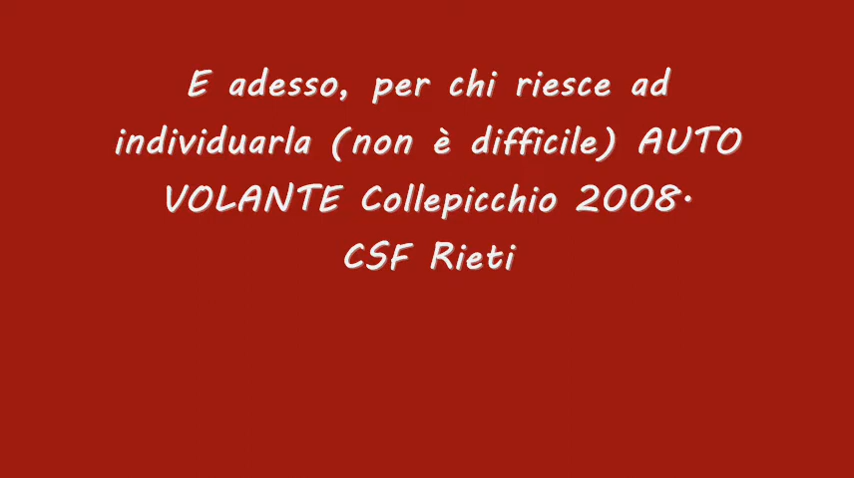 E adesso, per chi riesce ad
individuarla (non è difficile) AUTO
VOLANTE Collepicchio 2008.
CSF Rieti